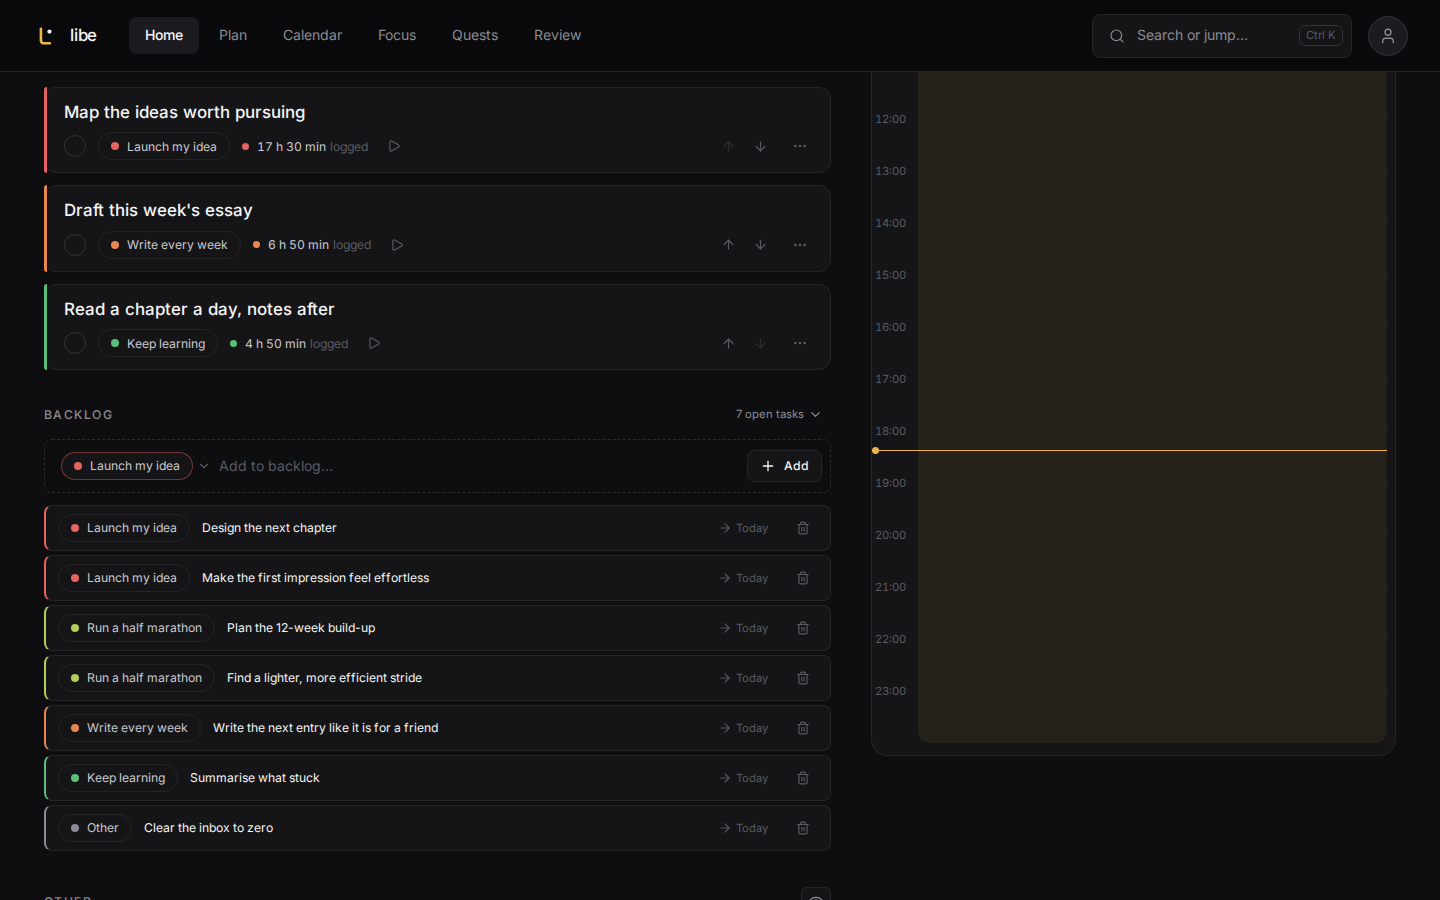 libe
Home
Plan
Calendar
Focus
Quests
Review
Search or jump...
Ctrl K
Map the ideas worth pursuing
Launch my idea
17 h 30 min logged
Draft this week's essay
Write every week
6 h 50 min logged
Read a chapter a day, notes after
Keep learning
4 h 50 min logged
BACKLOG
7 open tasks
Launch my idea
Add to backlog...
Add
Launch my idea
Design the next chapter
Today
Launch my idea
Make the first impression feel effortless
Today
Run a half marathon
Plan the 12-week build-up
Today
Run a half marathon
Find a lighter, more efficient stride
Today
Write every week
Write the next entry like it is for a friend
Today
Keep learning
Summarise what stuck
Today
Other
Clear the inbox to zero
Today
12:00
13:00
14:00
15:00
16:00
17:00
18:00
19:00
20:00
21:00
22:00
23:00